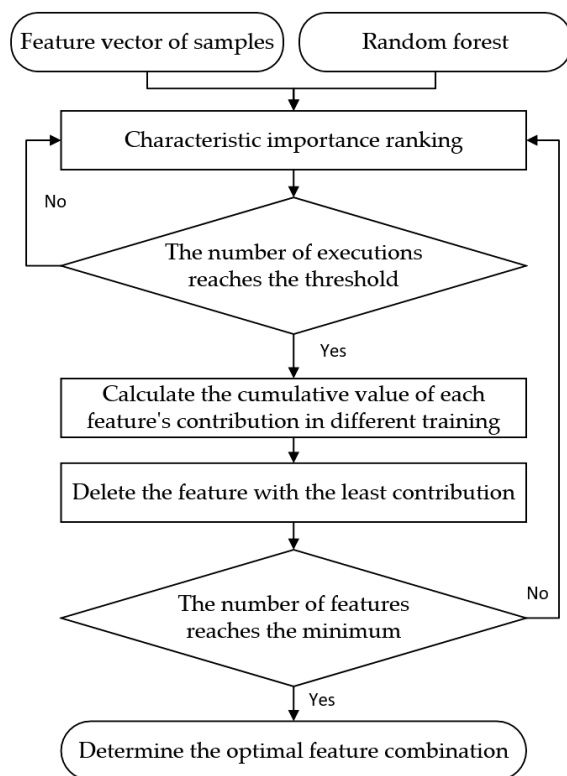 Feature vector of samples
Random forest
Characteristic importance ranking
No
The number of executions
reaches the threshold
Yes
Calculate the cumulative value of each
feature's contribution in different training
Delete the feature with the least contribution
The number of features
reaches the minimum
No
Yes
Determine the optimal feature combination